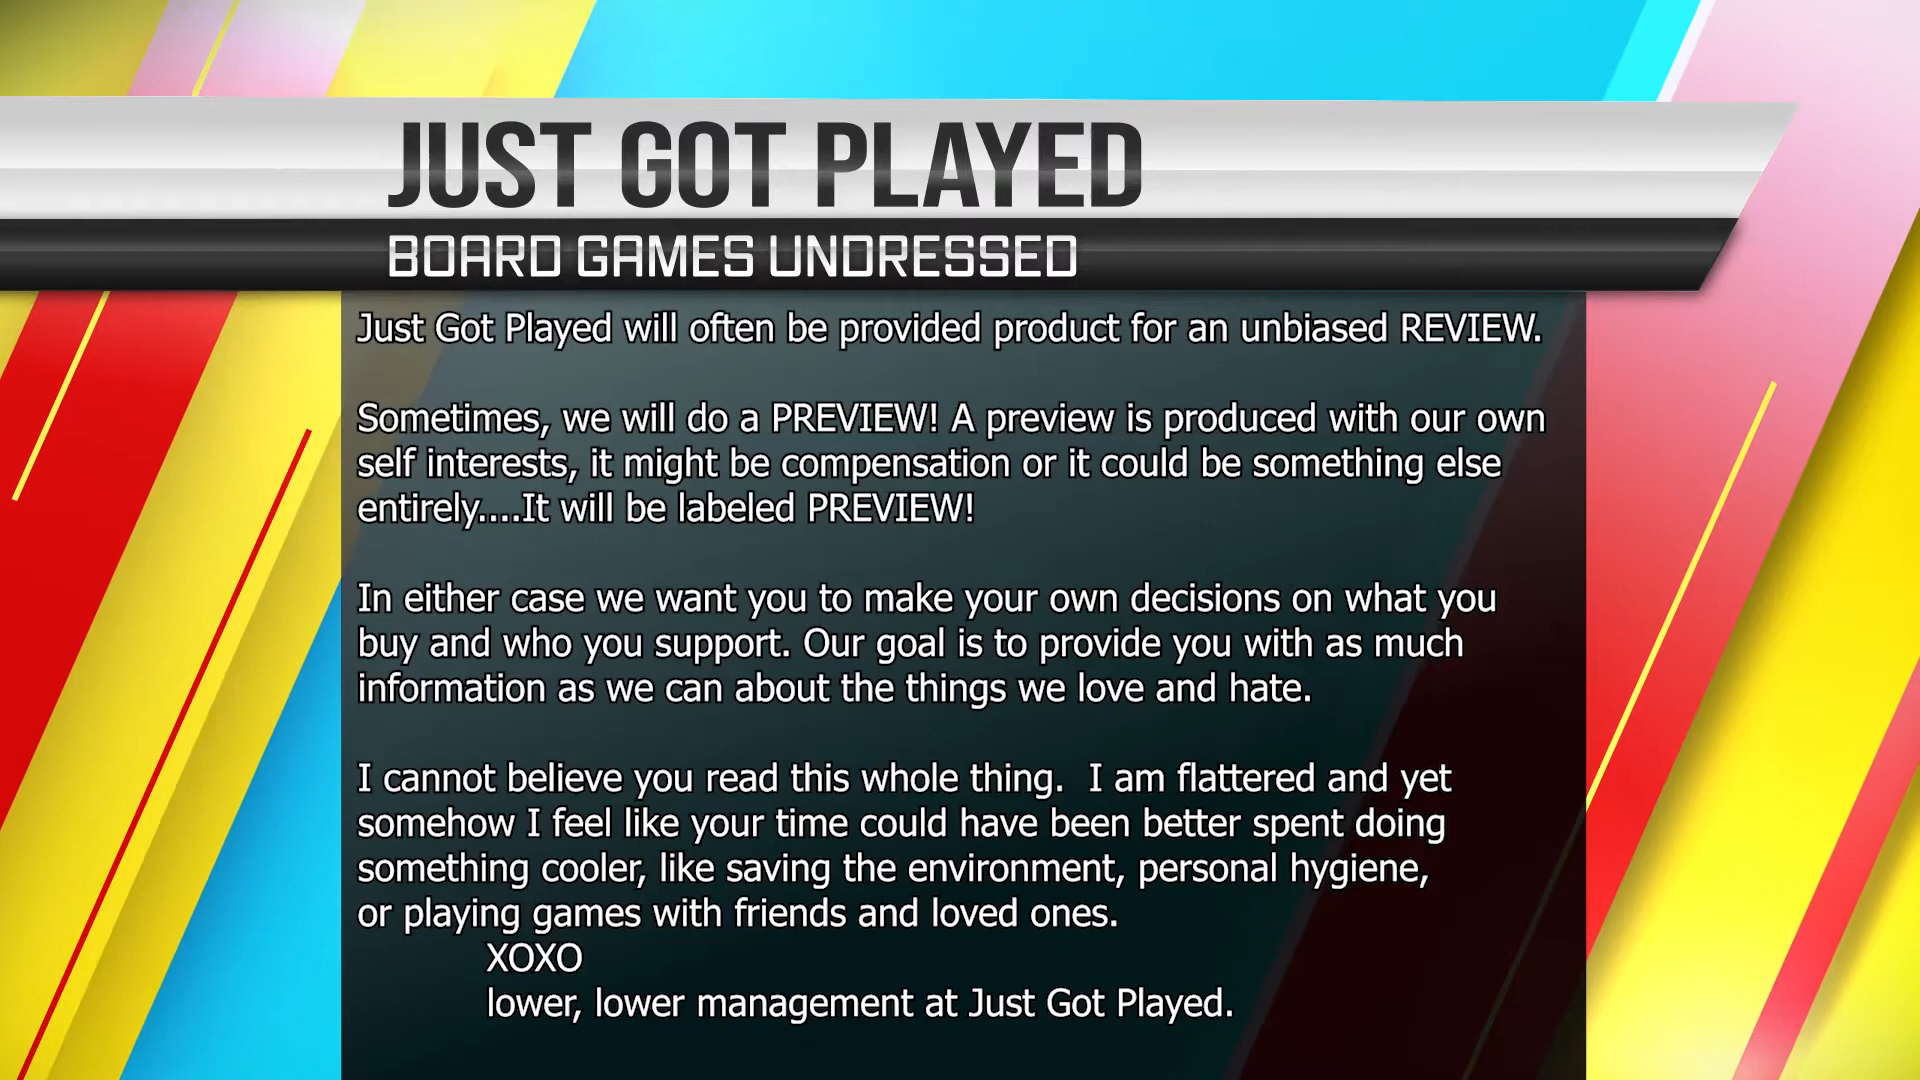 JUST GOT PLAYED
BOARD GAMES UNDRESSED
Just Got Played will often be provided product for an unbiased REVIEW.
Sometimes, we will do a PREVIEW! A preview is produced with our own
self interests, it might be compensation or it could be something else
entirely....It will be labeled PREVIEW!
In either case we want you to make your own decisions on what you
buy and who you support. Our goal is to provide you with as much
information as we can about the things we love and hate.
I cannot believe you read this whole thing.  I am flattered and yet
somehow I feel like your time could have been better spent doing
something cooler, like saving the environment, personal hygiene,
or playing games with friends and loved ones.
XOXO
lower, lower management at Just Got Played.